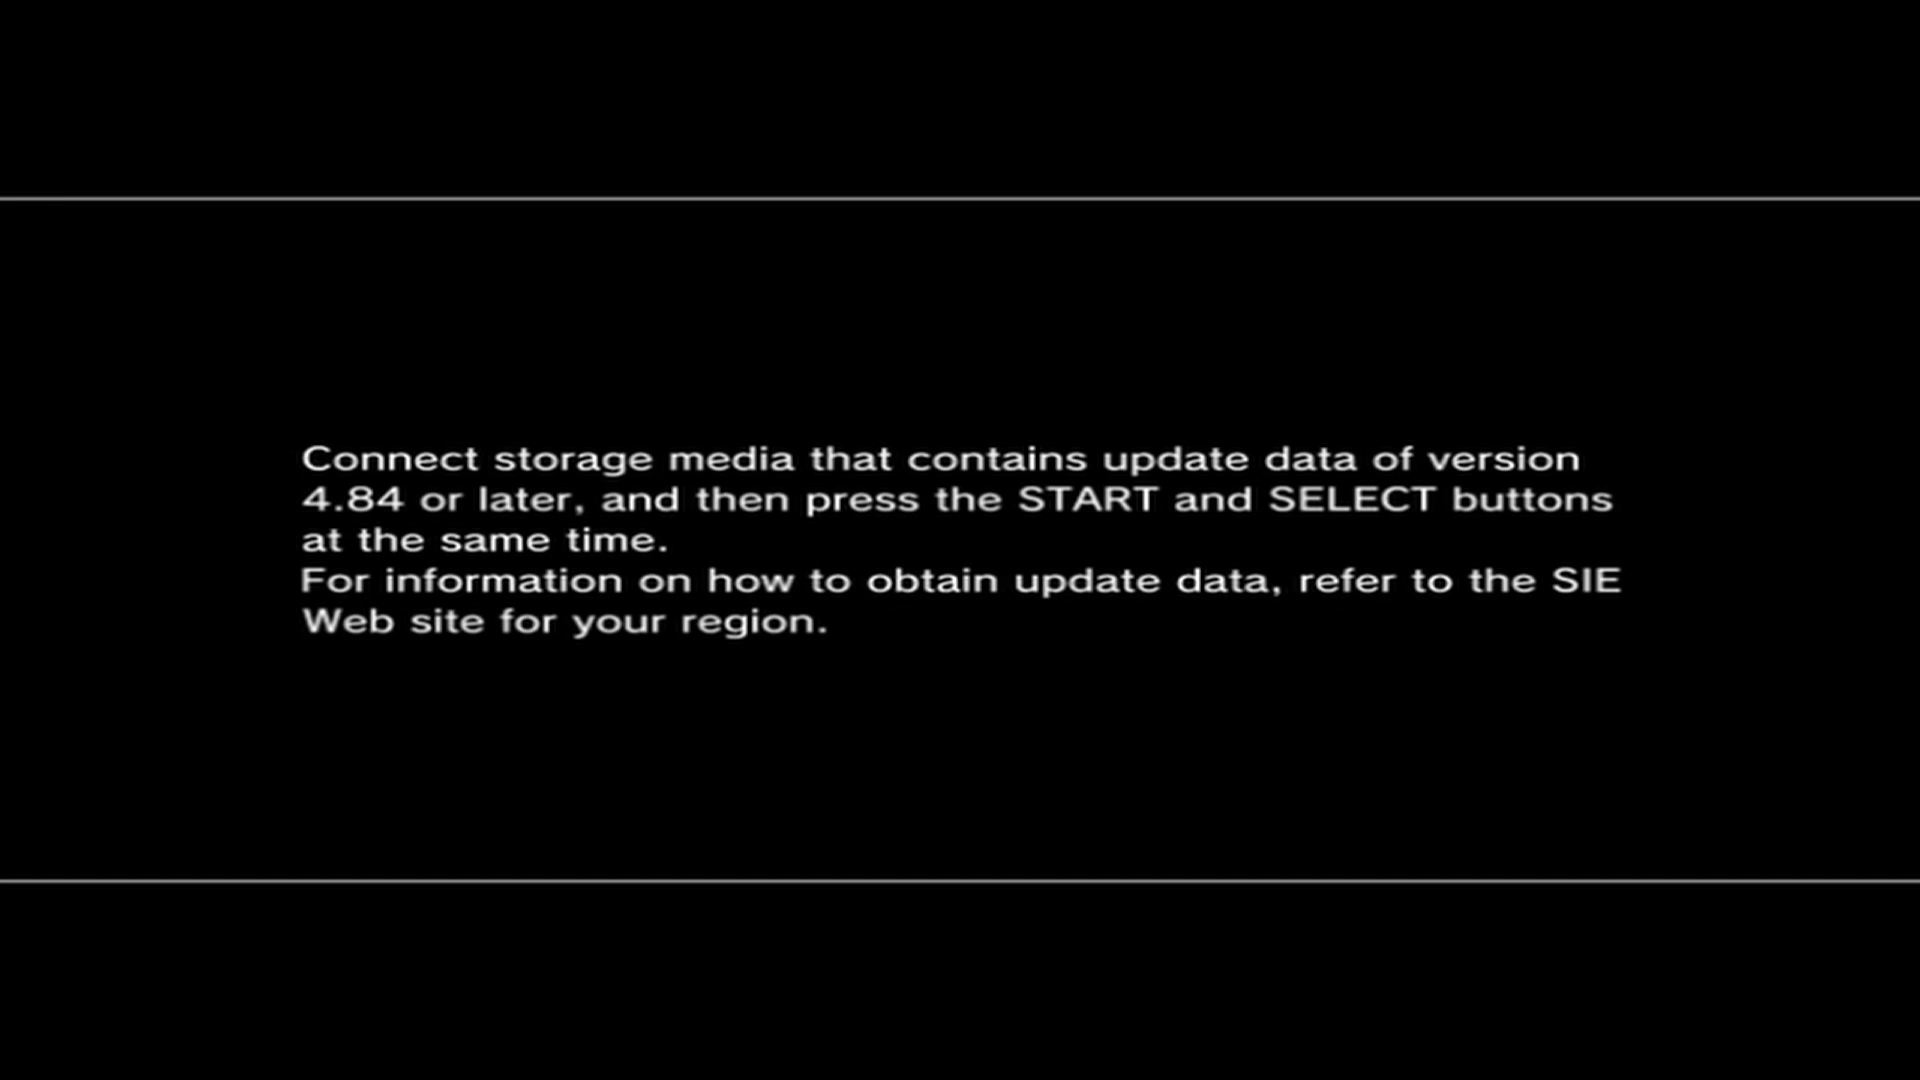 Connect storage media that contains update data of version
4.84 or later, and then press the START and SELECT buttons
at the same time.
For information on how to obtain update data, refer to the SIE
Web site for your region.